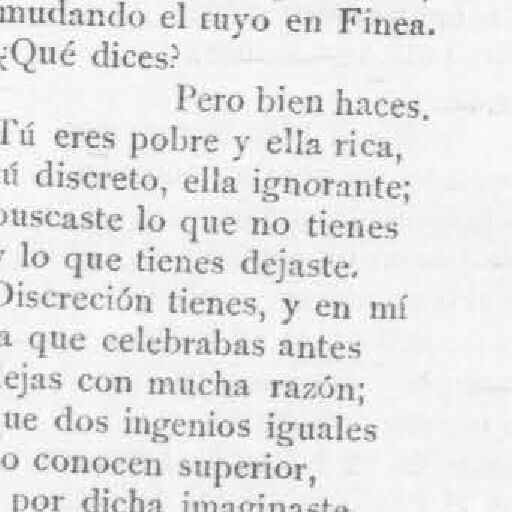 mudando el tuyo en Finea.
¿Qué dices?
Pero bien haces.
Tú eres pobre y ella rica,
tú discreto, ella ignorante;
buscaste lo que no tienes
y lo que tienes dejaste.
Discreción tienes, y en mí
la que celebrabas antes
dejas con mucha razón;
que dos ingenios iguales
no conocen superior,
por dicha imaginaste